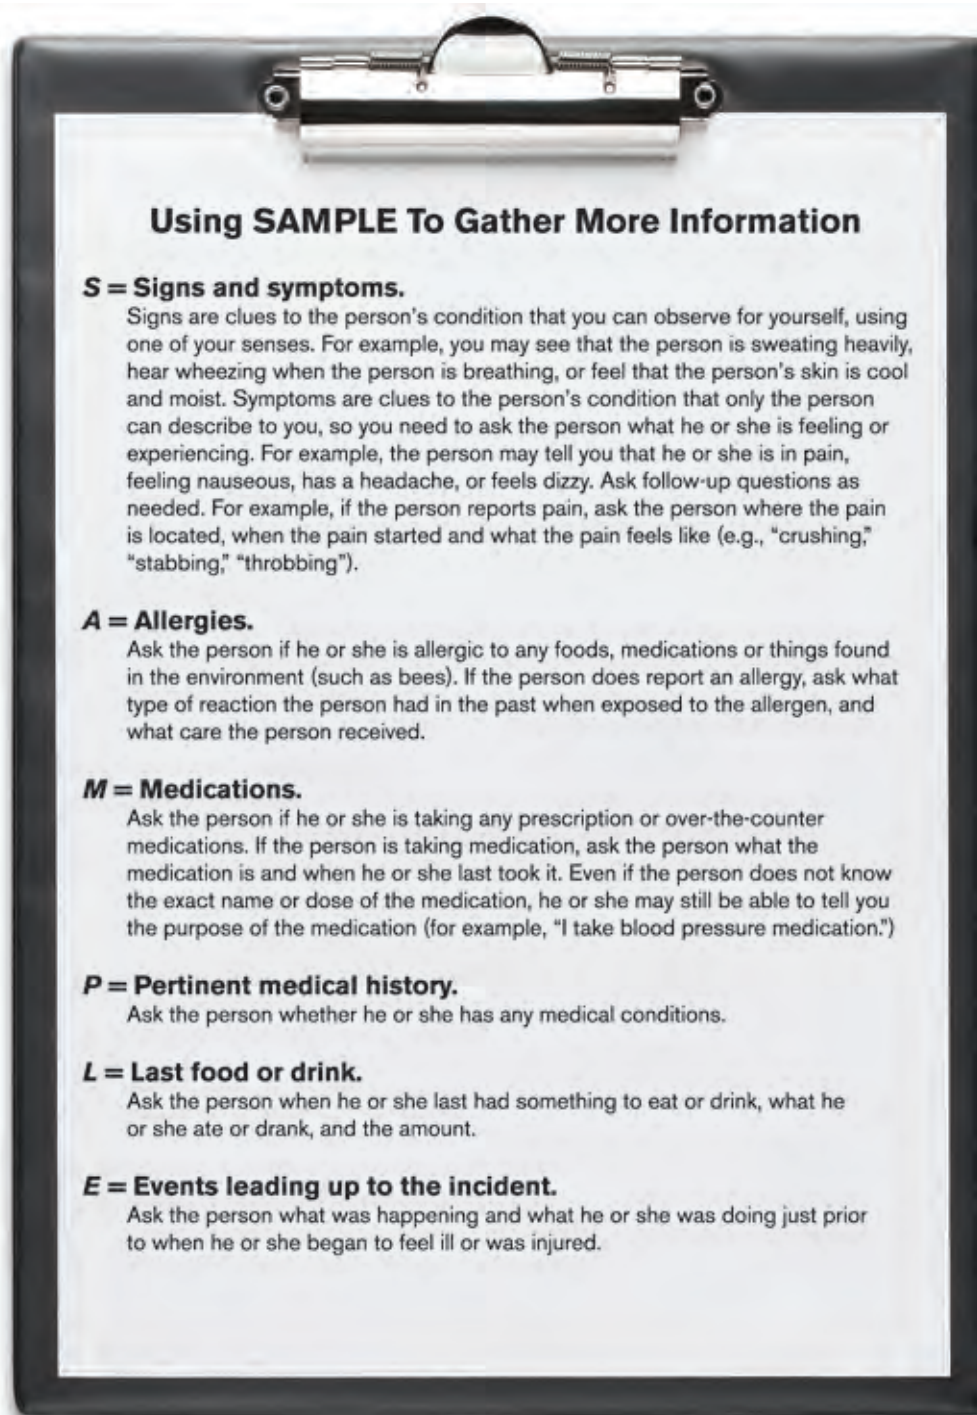 Using SAMPLE To Gather More Information
S = Signs and symptoms.
Signs are clues to the person's condition that you can observe for yourself, using
one of your senses. For example, you may see that the person is sweating heavily,
hear wheezing when the person is breathing, or feel that the person's skin is cool
and moist. Symptoms are clues to the person's condition that only the person
can describe to you, so you need to ask the person what he or she is feeling or
experiencing. For example, the person may tell you that he or she is in pain,
feeling nauseous, has a headache, or feels dizzy. Ask follow-up questions as
needed. For example, if the person reports pain, ask the person where the pain
is located, when the pain started and what the pain feels like (e.g., “crushing,”
“stabbing,” “throbbing”).
A = Allergies.
Ask the person if he or she is allergic to any foods, medications or things found
in the environment (such as bees). If the person does report an allergy, ask what
type of reaction the person had in the past when exposed to the allergen, and
what care the person received.
M = Medications.
Ask the person if he or she is taking any prescription or over-the-counter
medications. If the person is taking medication, ask the person what the
medication is and when he or she last took it. Even if the person does not know
the exact name or dose of the medication, he or she may still be able to tell you
the purpose of the medication (for example, “I take blood pressure medication.”)
P = Pertinent medical history.
Ask the person whether he or she has any medical conditions.
L = Last food or drink.
Ask the person when he or she last had something to eat or drink, what he
or she ate or drank, and the amount.
E = Events leading up to the incident.
Ask the person what was happening and what he or she was doing just prior
to when he or she began to feel ill or was injured.